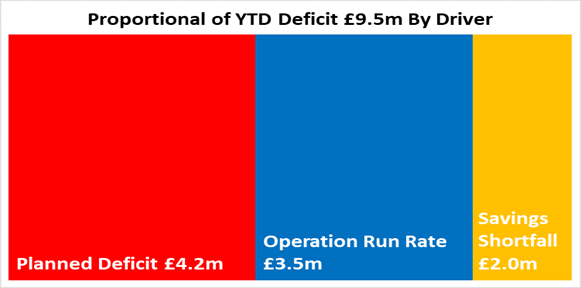 Proportional of YTD Deficit £9.5m By Driver
Planned Deficit £4.2m
Operation Run Rate
£3.5m
Savings
Shortfall
£2.0m